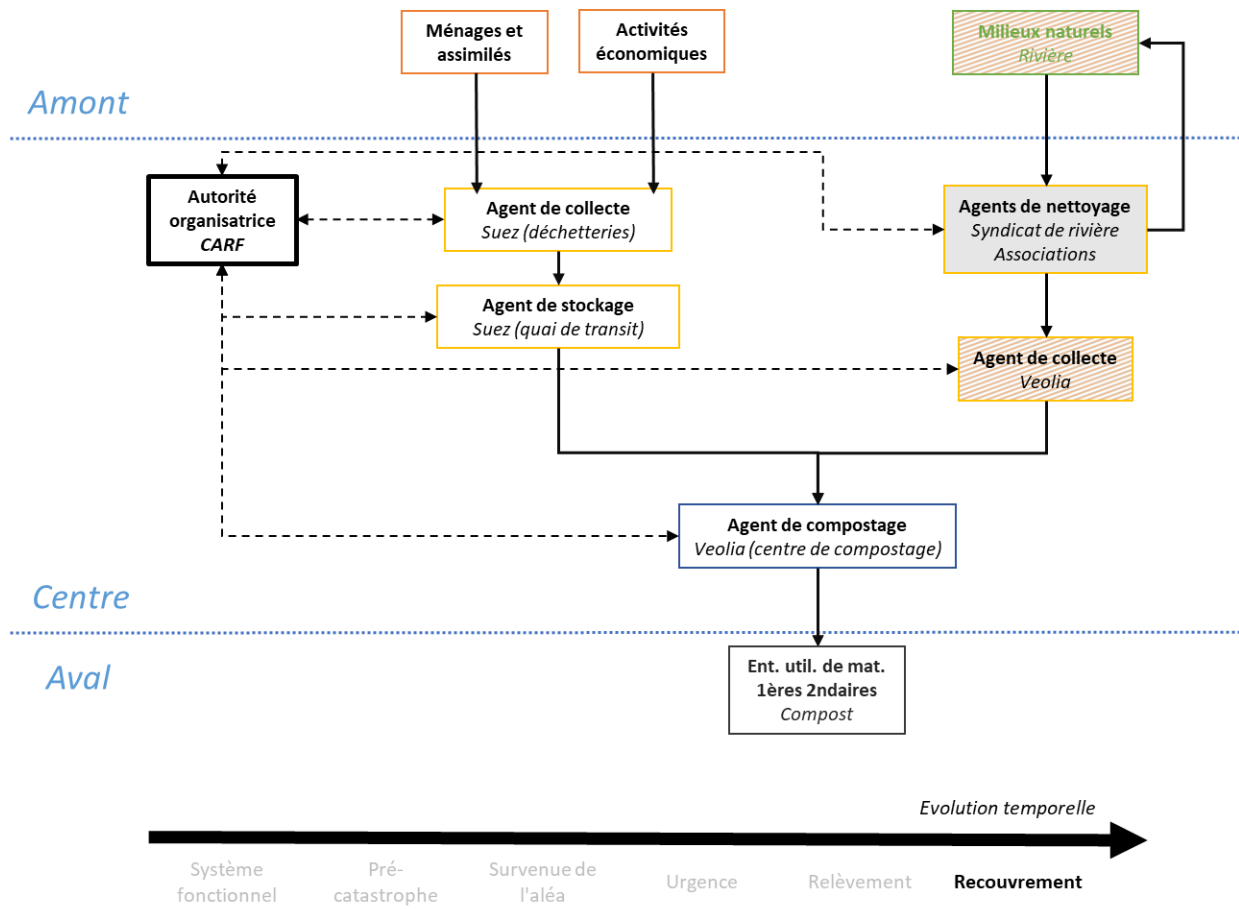 Ménages et
assimilés
Activités
économiques
Milieux naturels
Rivière
Amont
Autorité
organisatrice
CARF
Agent de collecte
Suez (déchetteries)
Agents de nettoyage
Syndicat de rivière
Associations
Agent de stockage
Suez (quai de transit)
Agent de collecte
Veolia
Agent de compostage
Veolia (centre de compostage)
Centre
Aval
Ent. util. de mat.
1ères 2ndaires
Compost
Evolution temporelle
Système
fonctionnel
Pré-
catastrophe
Survenue de
l'aléa
Urgence
Relèvement
Recouvrement